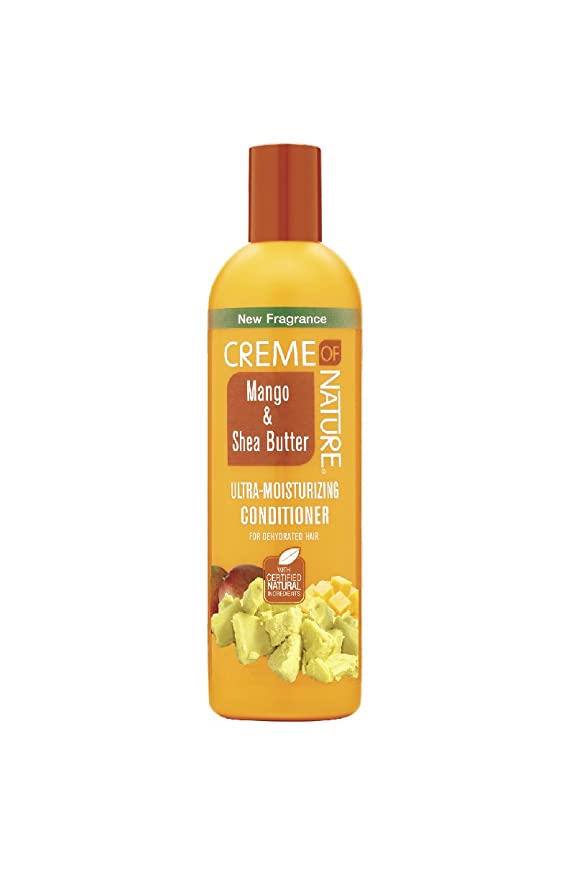 New Fragrance
CREME OF
NATURE®
Mango
&
Shea Butter
ULTRA-MOISTURIZING
CONDITIONER
FOR DEHYDRATED HAIR
WITH
CERTIFIED
NATURAL
INGREDIENTS